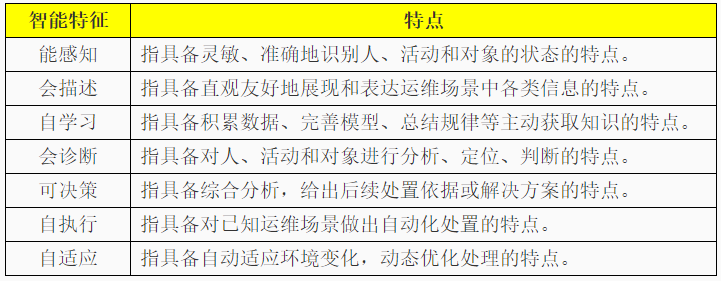 智能特征 特点
能感知 指具备灵敏、准确地识别人、活动和对象的状态的特点。
会描述 指具备直观友好地展现和表达运维场景中各类信息的特点。
自学习 指具备积累数据、完善模型、总结规律等主动获取知识的特点。
会诊断 指具备对人、活动和对象进行分析、定位、判断的特点。
可决策 指具备综合分析，给出后续处置依据或解决方案的特点。
自执行 指具备对已知运维场景做出自动化处置的特点。
自适应 指具备自动适应环境变化，动态优化处理的特点。